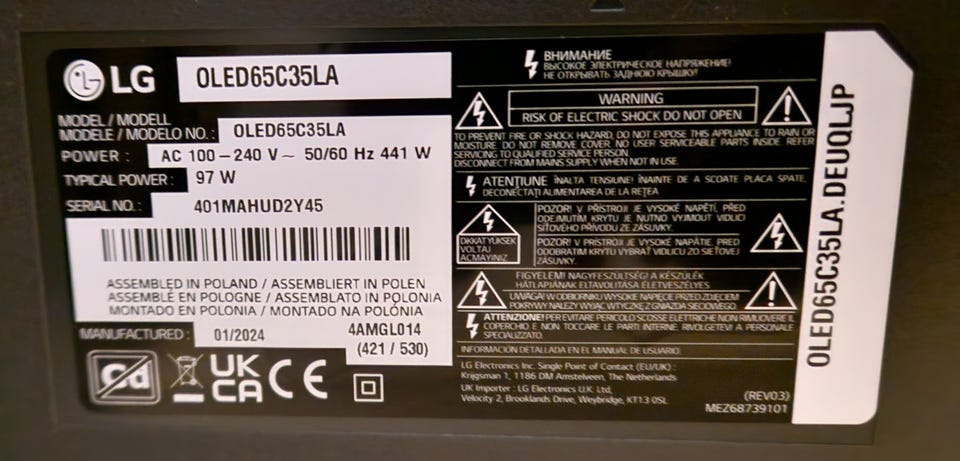 LG
OLED65C35LA
MODEL / MODELL
MODELE / MODELO NO. :
OLED65C35LA
POWER :
AC 100 – 240 V ~ 50/60 Hz 441 W
TYPICAL POWER :
97 W
SERIAL NO. :
401MAHUD2Y45
ASSEMBLED IN POLAND / ASSEMBLIERT IN POLEN
ASSEMBLÉ EN POLOGNE / ASSEMBLATO IN POLONIA
MONTADO EN POLONIA / MONTADO NA POLÓNIA
MANUFACTURED :
01/2024
4AMGL014
(421 / 530)
Cd
UK
CA
CE
ВНИМАНИЕ
ВЫСОКОЕ ЭЛЕКТРИЧЕСКОЕ НАПРЯЖЕНИЕ!
НЕ ОТКРЫВАТЬ ЗАДНЮЮ КРЫШКУ!
WARNING
RISK OF ELECTRIC SHOCK DO NOT OPEN
TO PREVENT FIRE OR SHOCK HAZARD, DO NOT EXPOSE THIS APPLIANCE TO RAIN OR
MOISTURE. DO NOT REMOVE COVER. NO USER SERVICEABLE PARTS INSIDE. REFER
SERVICING TO QUALIFIED SERVICE PERSON.
DISCONNECT FROM MAINS SUPPLY WHEN NOT IN USE.
ATENŢIUNE ÎNALTA TENSIUNE! ÎNAINTE DE A SCOATE PLACA SPATE,
DECONECTAŢI ALIMENTAREA DE LA REŢEA
DIKKAT YUKSEK
VOLTAJ
AÇMAYINIZ
POZOR! V PŘÍSTROJI JE VYSOKÉ NAPĚTÍ, PŘED
ODEJMUTÍM KRYTU JE NUTNO VYJMOUT VIDLICI
SÍŤOVÉHO PŘÍVODU ZE ZÁSUVKY.
POZOR! V PRÍSTROJI JE VYSOKÉ NAPÄTIE. PRED
ODOBRATÍM KRYTU VYBRAŤ VIDLICU ZO SIEŤOVEJ
ZÁSUVKY.
FIGYELEM! NAGYFESZÜLTSÉG! A KÉSZÜLÉK
HÁTLAPJÁNAK ELTÁVOLÍTÁSA ÉLETVESZÉLYES
UWAGA! W ODBIORNIKU WYSOKIE NAPIĘCIE PRZED ZDJĘCIEM
POKRYWY NALEŻY WYJĄĆ WTYCZKĘ Z GNIAZDA SIECIOWEGO.
ATTENZIONE! PER EVITARE PERICOLO SCOSSE ELETTRICHE NON RIMUOVERE IL
COPERCHIO E NON TOCCARE LE PARTI INTERNE. RIVOLGETEVI A PERSONALE
SPECIALIZZATO.
INFORMACIÓN DETALLADA EN EL MANUAL DE USUARIO.
LG Electronics Inc. Single Point of Contact (EU/UK) :
Krijgsman 1, 1186 DM Amstelveen, The Netherlands
UK Importer : LG Electronics U.K. Ltd,
Velocity 2, Brooklands Drive, Weybridge, KT13 0SL
(REV03)
MEZ68739101
OLED65C35LA.DEUQLJP